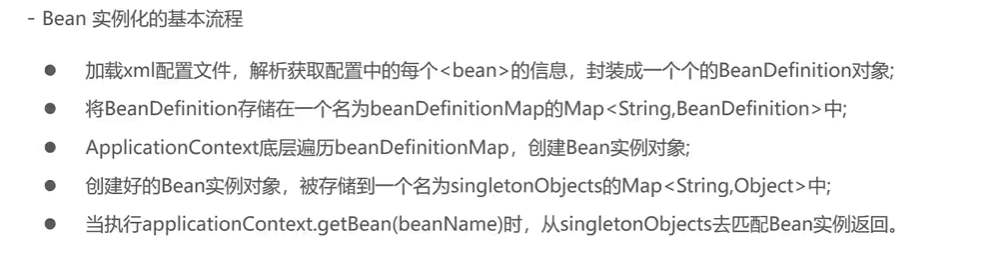 - Bean 实例化的基本流程
● 加载xml配置文件，解析获取配置中的每个<bean>的信息，封装成一个个的BeanDefinition对象;
● 将BeanDefinition存储在一个名为beanDefinitionMap的Map<String,BeanDefinition>中;
● ApplicationContext底层遍历beanDefinitionMap，创建Bean实例对象;
● 创建好的Bean实例对象，被存储到一个名为singletonObjects的Map<String,Object>中;
● 当执行applicationContext.getBean(beanName)时，从singletonObjects去匹配Bean实例返回。